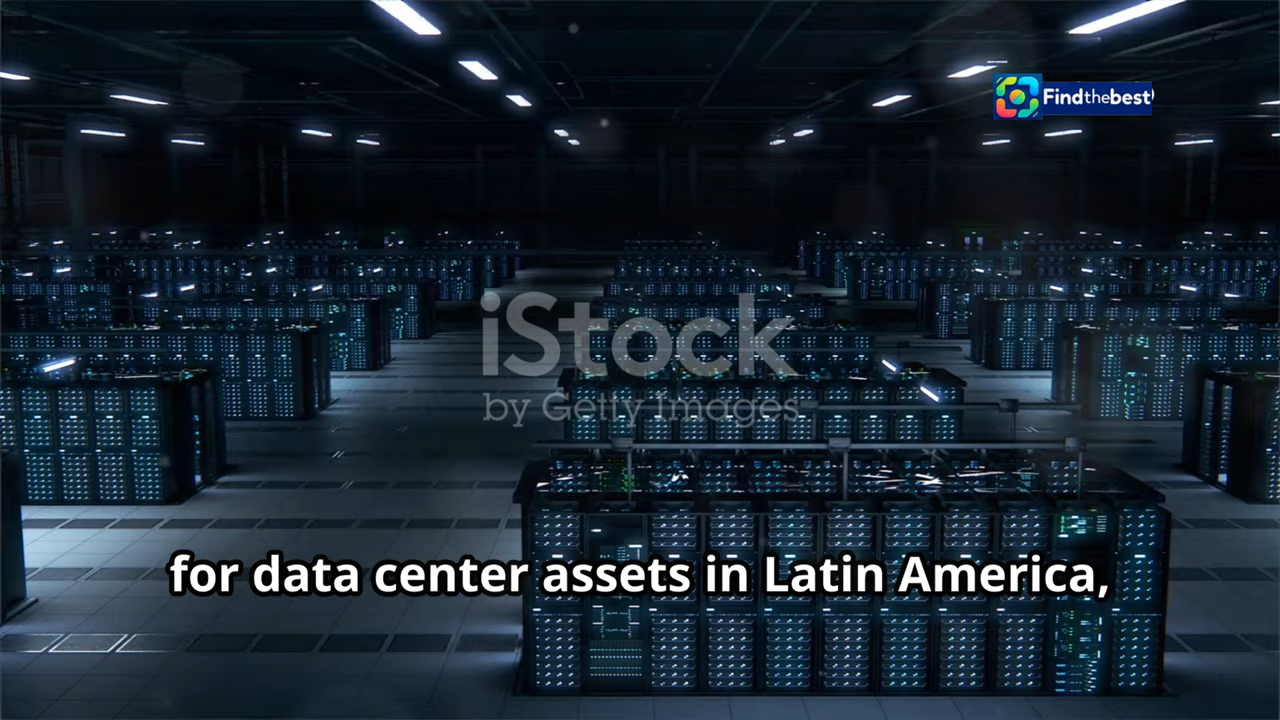 Findthebest
iStock
by Getty Images
for data center assets in Latin America,